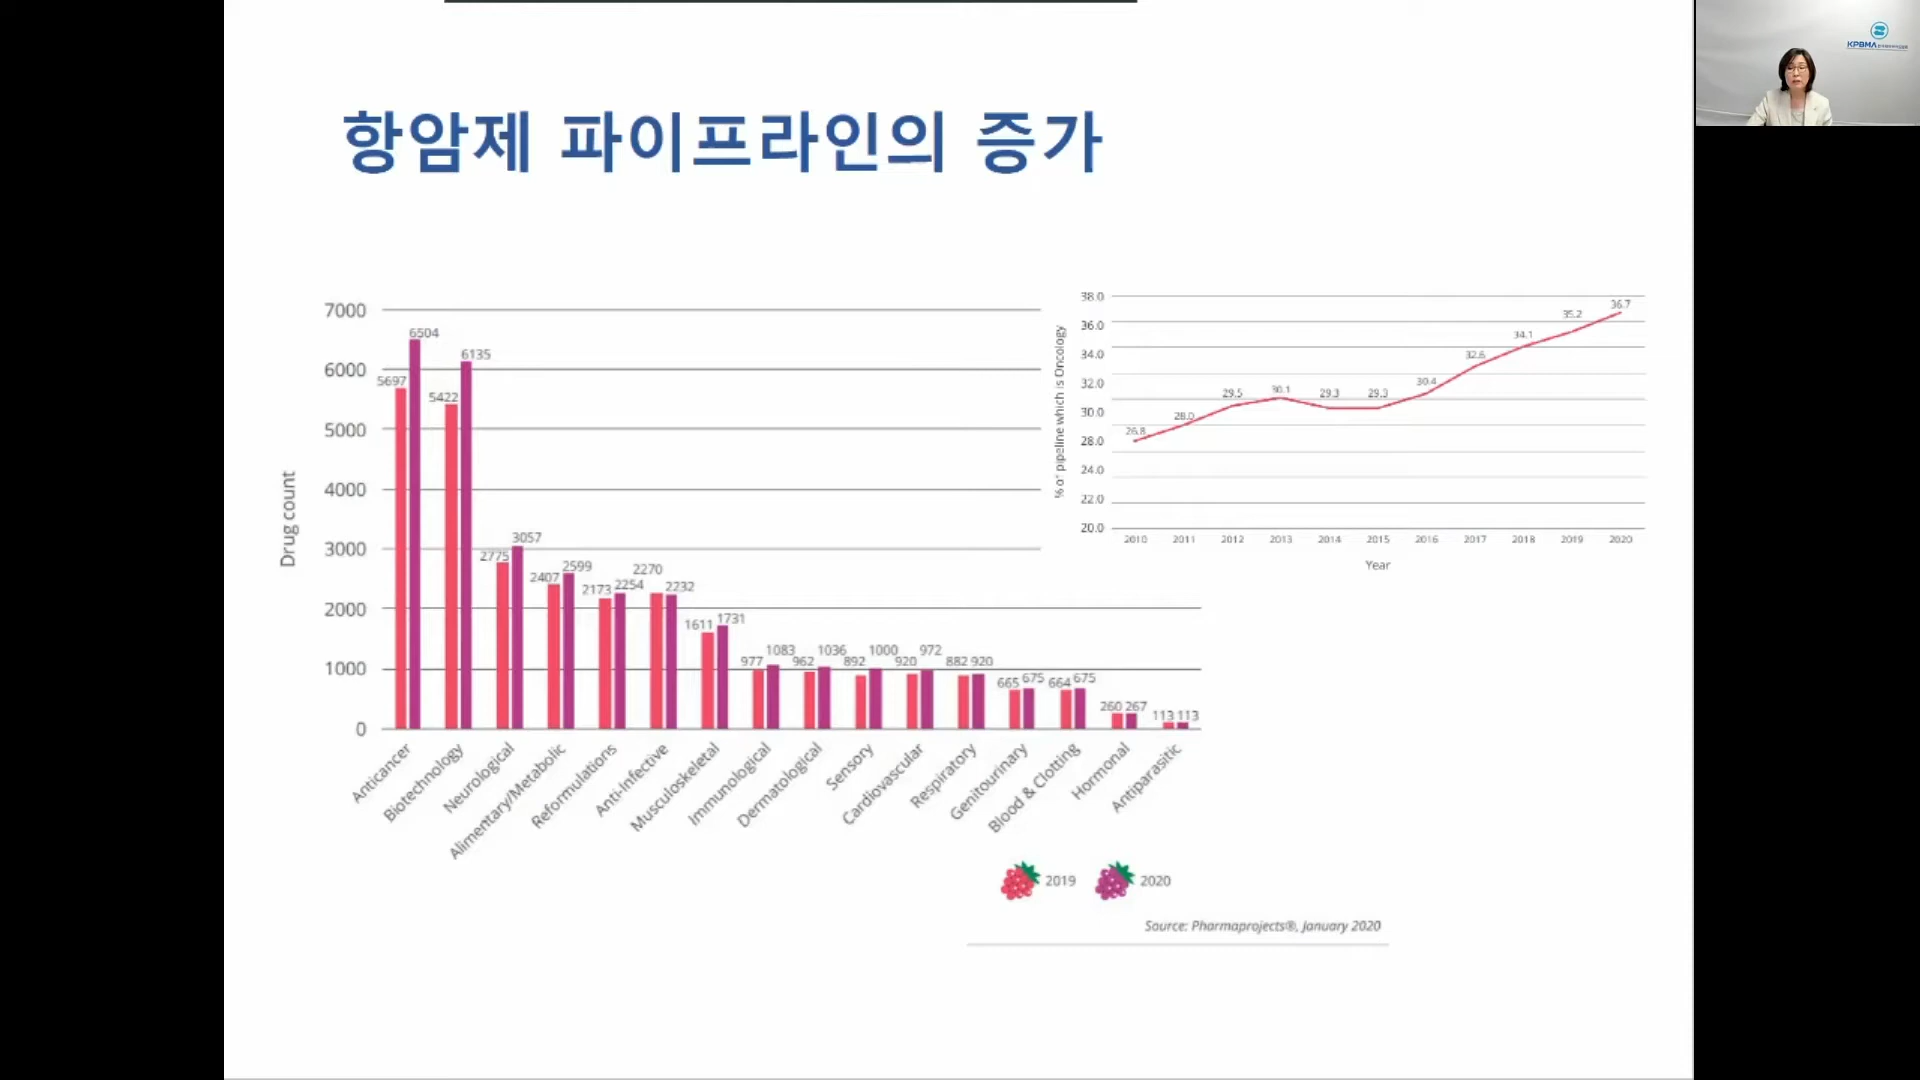 항암제 파이프라인의 증가
KPBMA
Drug count
7000
6000
5000
4000
3000
2000
1000
0
5697 6504
5422 6135
2775 3057
2407 2599
2173 2254
2270 2232
1611 1731
977 1083
962 1036
892 1000
920 972
882 920
665 675
664 675
260 267
113 113
Anticancer
Biotechnology
Neurological
Alimentary/Metabolic
Reformulations
Anti-Infective
Musculoskeletal
Immunological
Dermatological
Sensory
Cardiovascular
Respiratory
Genitourinary
Blood & Clotting
Hormonal
Antiparasitic
2019 2020
Source: Pharmaprojects®, January 2020
% of pipeline which is Oncology
38.0
36.0
34.0
32.0
30.0
28.0
24.0
22.0
20.0
26.8 28.0 29.5 30.1 29.3 29.3 30.4 32.6 34.1 35.2 36.7
2010 2011 2012 2013 2014 2015 2016 2017 2018 2019 2020
Year